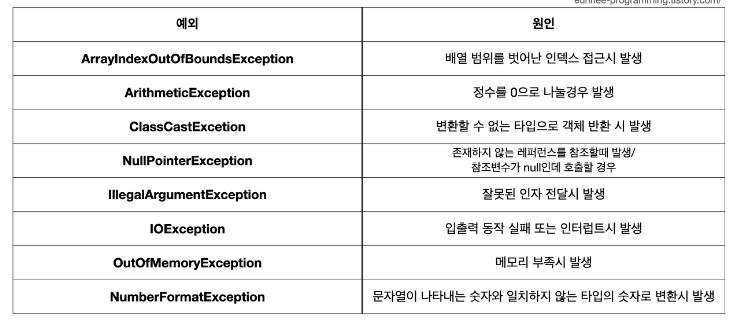 eunhee-programming.tistory.com/
예외 원인
ArrayIndexOutOfBoundsException 배열 범위를 벗어난 인덱스 접근시 발생
ArithmeticException 정수를 0으로 나눌경우 발생
ClassCastExcetion 변환할 수 없는 타입으로 객체 반환 시 발생
NullPointerException 존재하지 않는 레퍼런스를 참조할때 발생/
참조변수가 null인데 호출할 경우
IllegalArgumentException 잘못된 인자 전달시 발생
IOException 입출력 동작 실패 또는 인터럽트시 발생
OutOfMemoryException 메모리 부족시 발생
NumberFormatException 문자열이 나타내는 숫자와 일치하지 않는 타입의 숫자로 변환시 발생